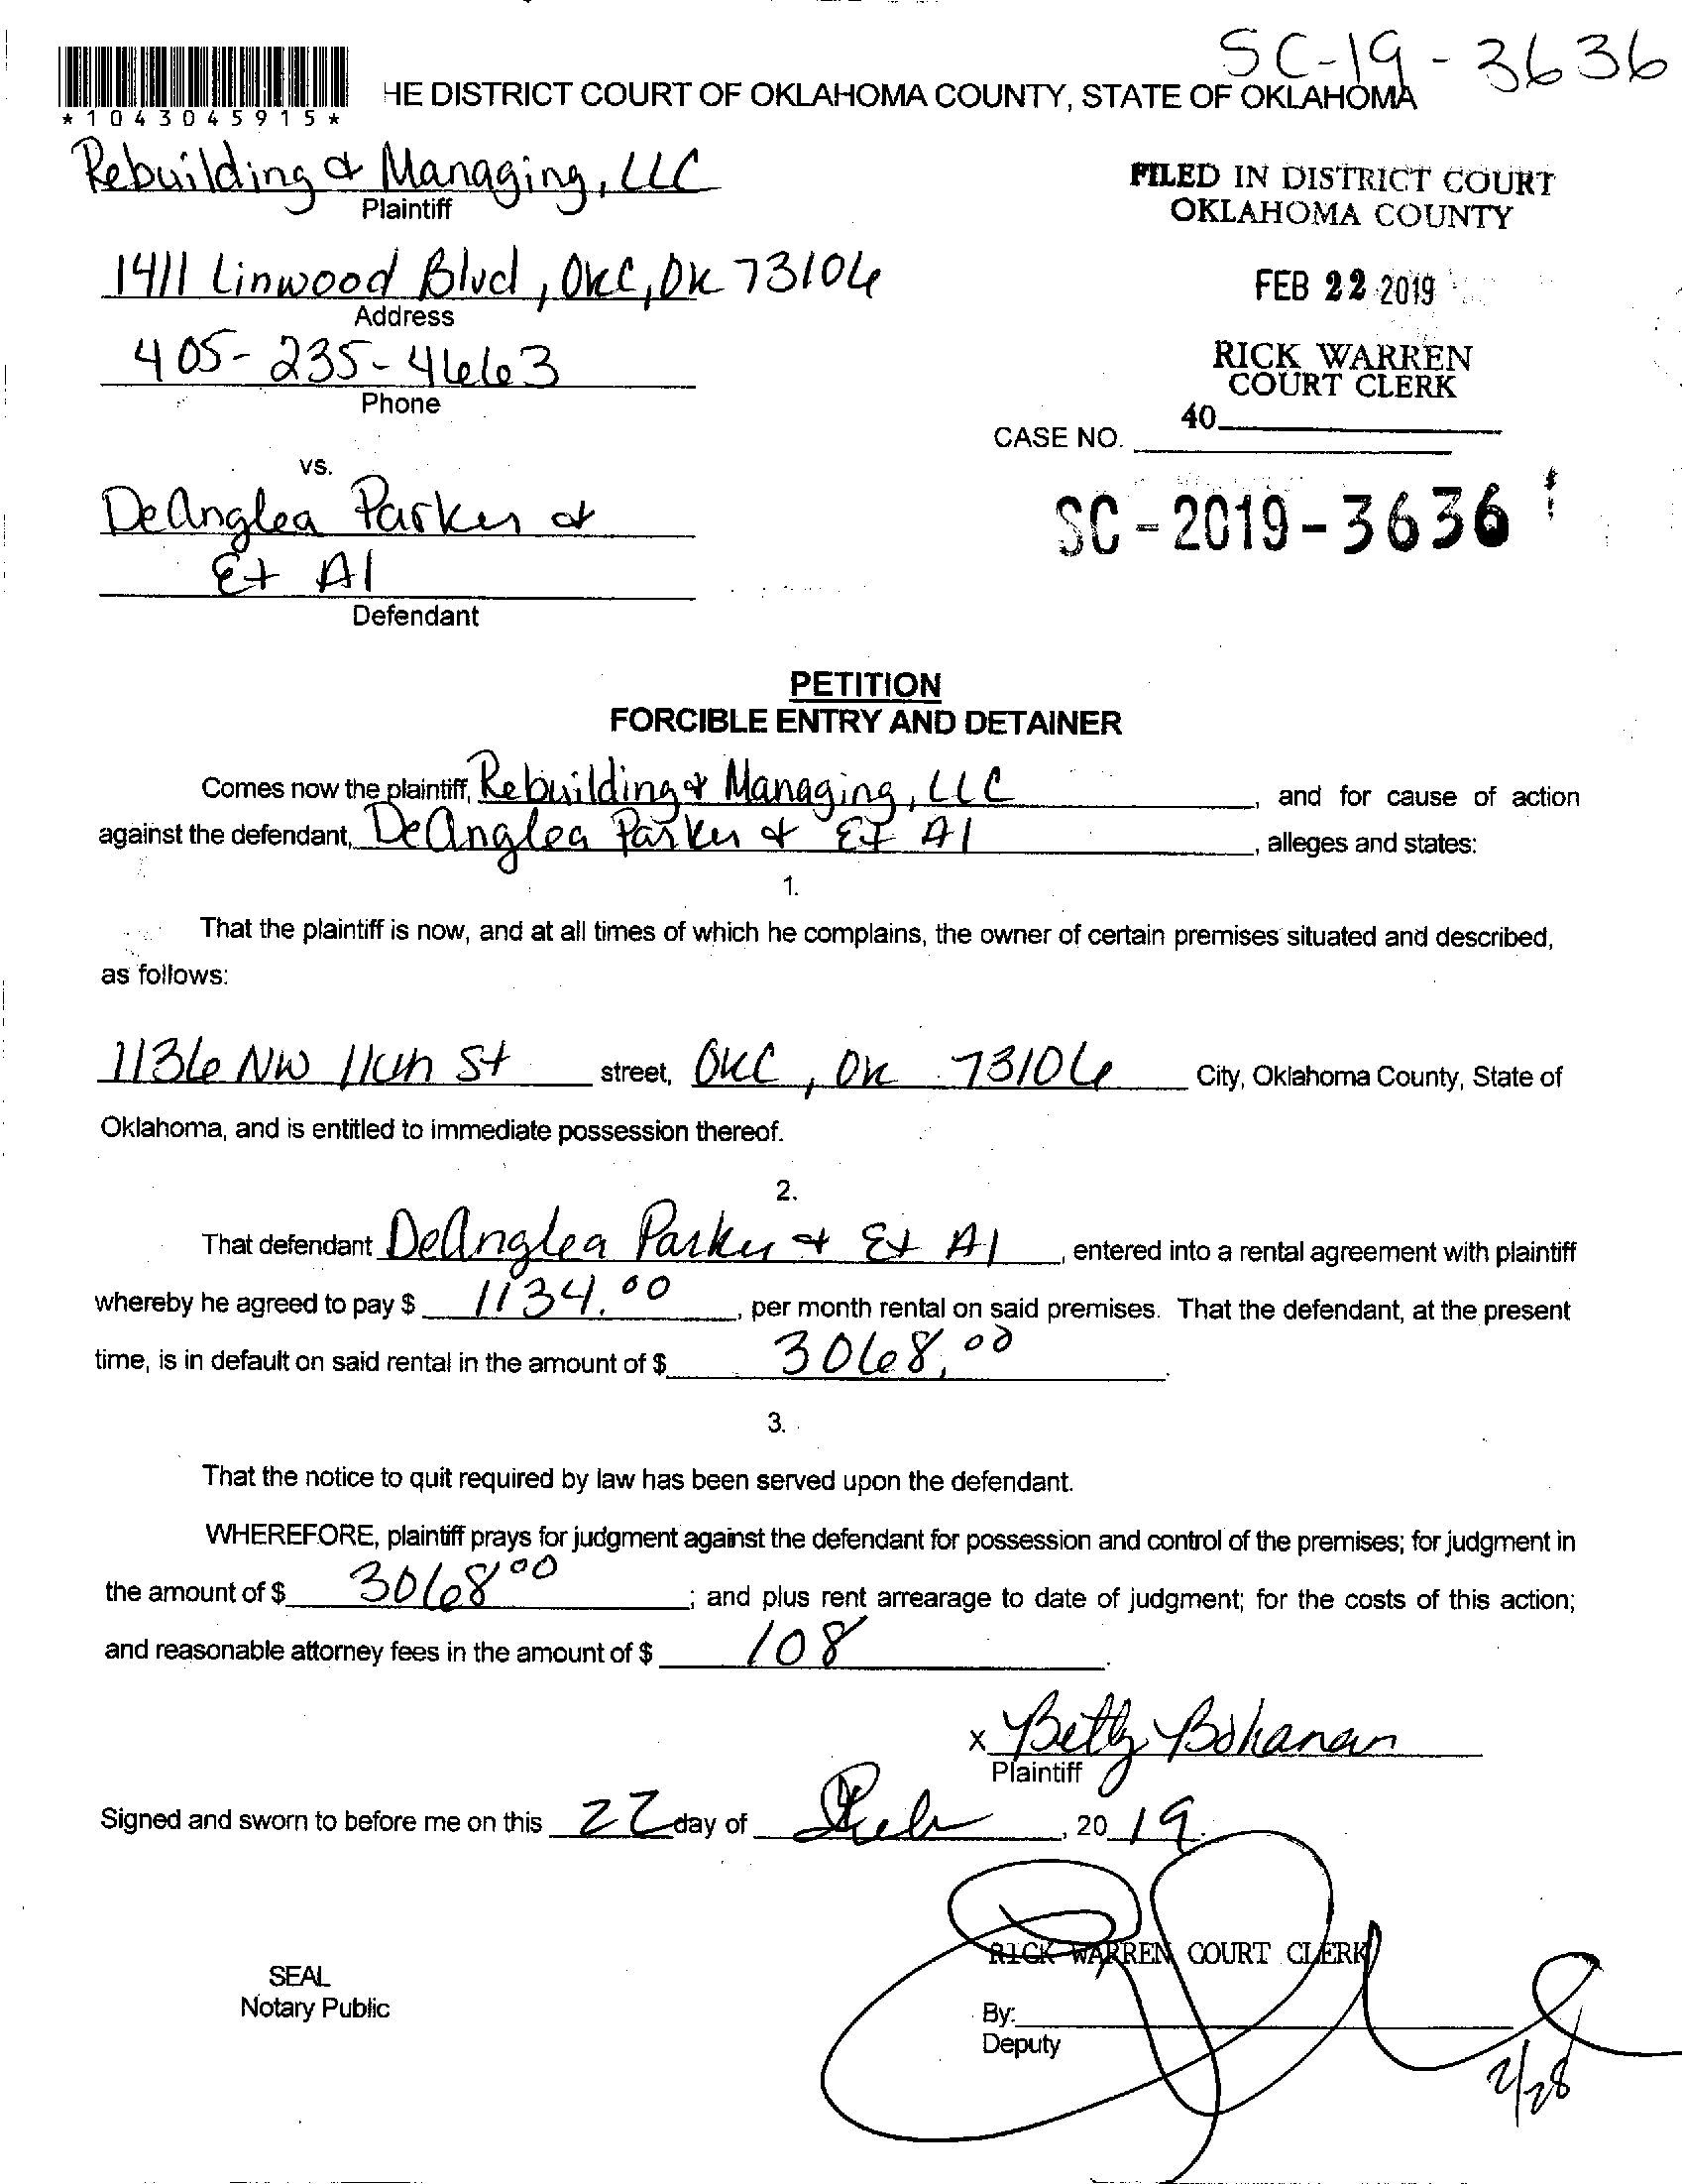 SC-19-3636
HE DISTRICT COURT OF OKLAHOMA COUNTY, STATE OF OKLAHOMA
*1043045915*
Rebuilding & Managing, LLC
Plaintiff
FILED IN DISTRICT COURT
OKLAHOMA COUNTY
1411 Linwood Blvd, OKC, OK 73106
Address
FEB 22 2019
405-235-4663
Phone
RICK WARREN
COURT CLERK
40
CASE NO.
vs.
DeAnglea Parker &
Et Al
Defendant
SC-2019-3636
PETITION
FORCIBLE ENTRY AND DETAINER
Comes now the plaintiff, Rebuilding & Managing, LLC, and for cause of action
against the defendant, DeAnglea Parker & Et Al, alleges and states:
1.
That the plaintiff is now, and at all times of which he complains, the owner of certain premises situated and described,
as follows:
1136 NW 11th St street, OKC, OK 73106 City, Oklahoma County, State of
Oklahoma, and is entitled to immediate possession thereof.
2.
That defendant DeAnglea Parker & Et Al, entered into a rental agreement with plaintiff
whereby he agreed to pay $ 1134.00, per month rental on said premises. That the defendant, at the present
time, is in default on said rental in the amount of $ 3068.00.
3.
That the notice to quit required by law has been served upon the defendant.
WHEREFORE, plaintiff prays for judgment against the defendant for possession and control of the premises; for judgment in
the amount of $ 3068 00; and plus rent arrearage to date of judgment; for the costs of this action;
and reasonable attorney fees in the amount of $ 108.
x Betty Bohanan
Plaintiff
Signed and sworn to before me on this 22 day of Feb, 20 19.
RICK WARREN COURT CLERK
SEAL
Notary Public
By:
Deputy
2/28